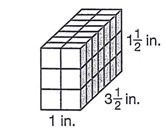 1½ in.
3½ in.
1 in.